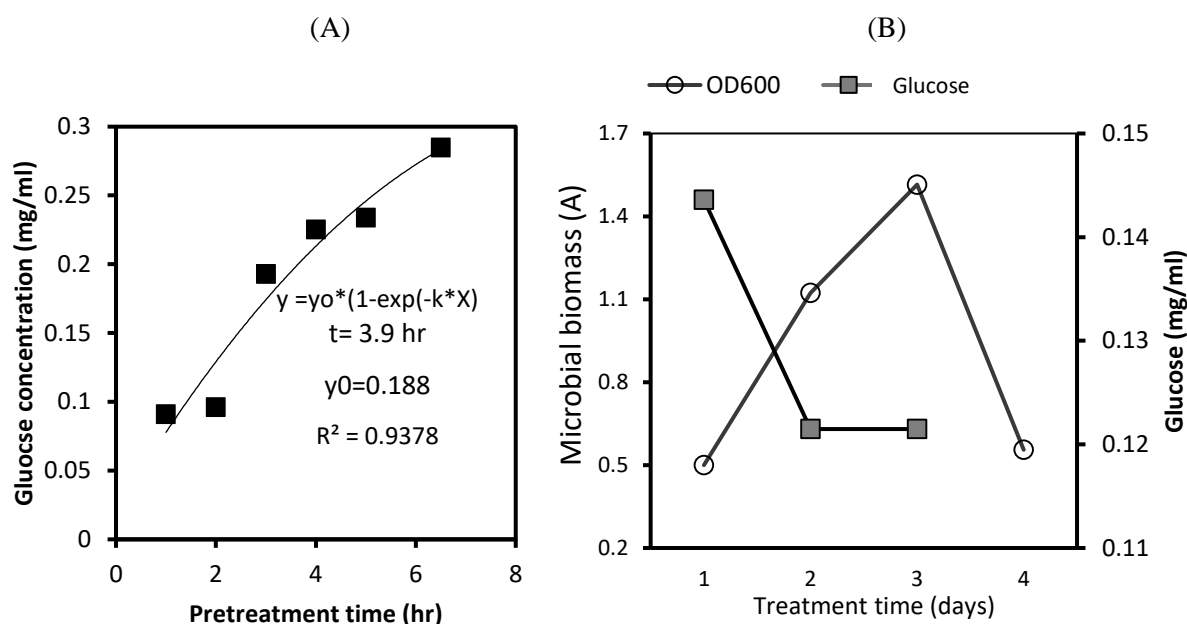 (A)
Gluocse concentration (mg/ml)
0.3
0.25
0.2
0.15
0.1
0.05
0
y =yo*(1-exp(-k*X)
t= 3.9 hr
y0=0.188
R² = 0.9378
0 2 4 6 8
Pretreatment time (hr)
(B)
OD600 Glucose
Microbial biomass (A)
1.7
1.4
1.1
0.8
0.5
0.2
0.15
0.14
0.13
0.12
0.11
Glucose (mg/ml)
1 2 3 4
Treatment time (days)